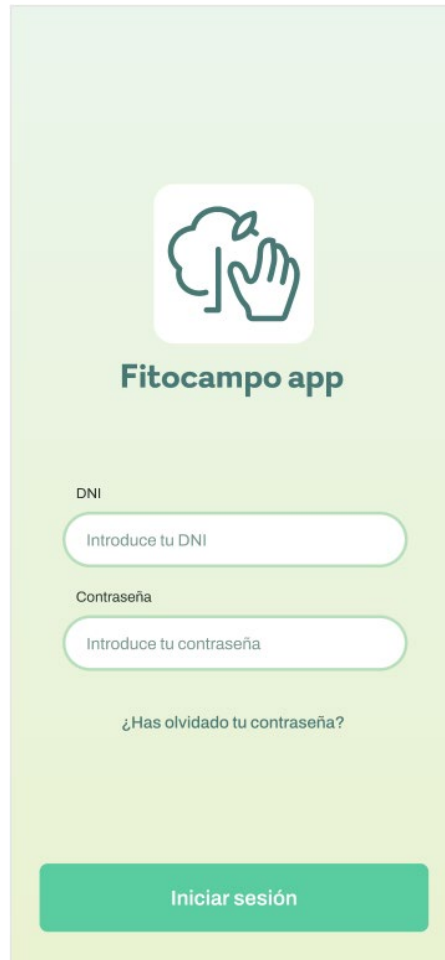 Fitocampo app
DNI
Introduce tu DNI
Contraseña
Introduce tu contraseña
¿Has olvidado tu contraseña?
Iniciar sesión